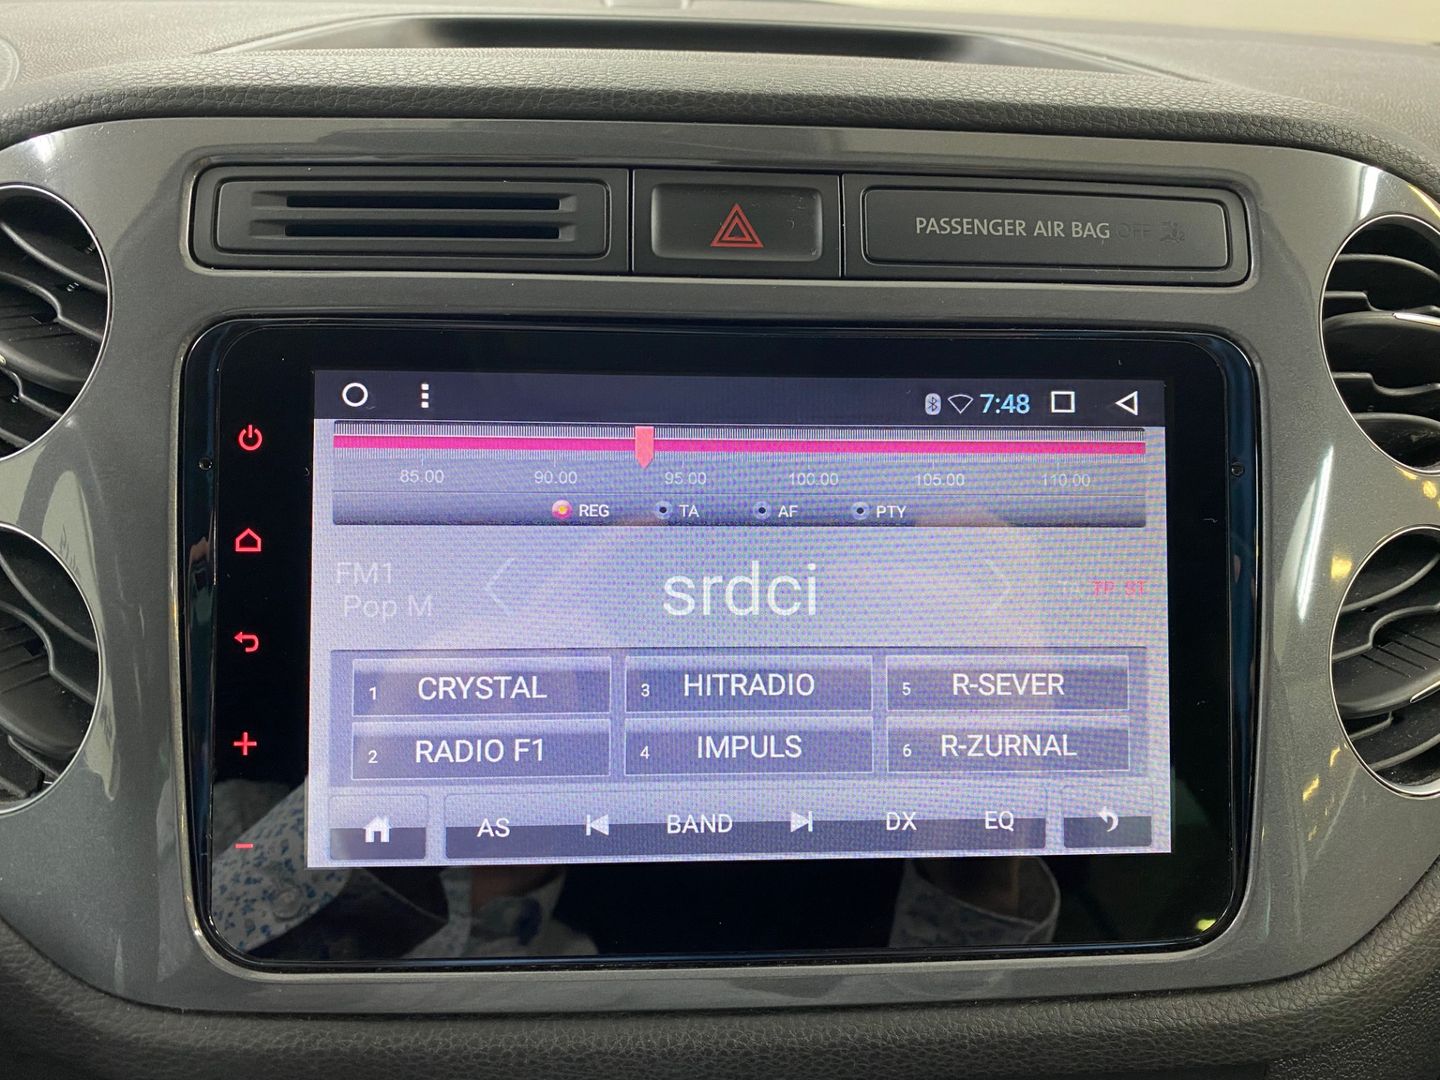 PASSENGER AIR BAG OFF
7:48
85.00 90.00 95.00 100.00 105.00 110.00
REG TA AF PTY
FM1
Pop M
srdci
TA TP ST
1 CRYSTAL
3 HITRADIO
5 R-SEVER
2 RADIO F1
4 IMPULS
6 R-ZURNAL
AS BAND DX EQ